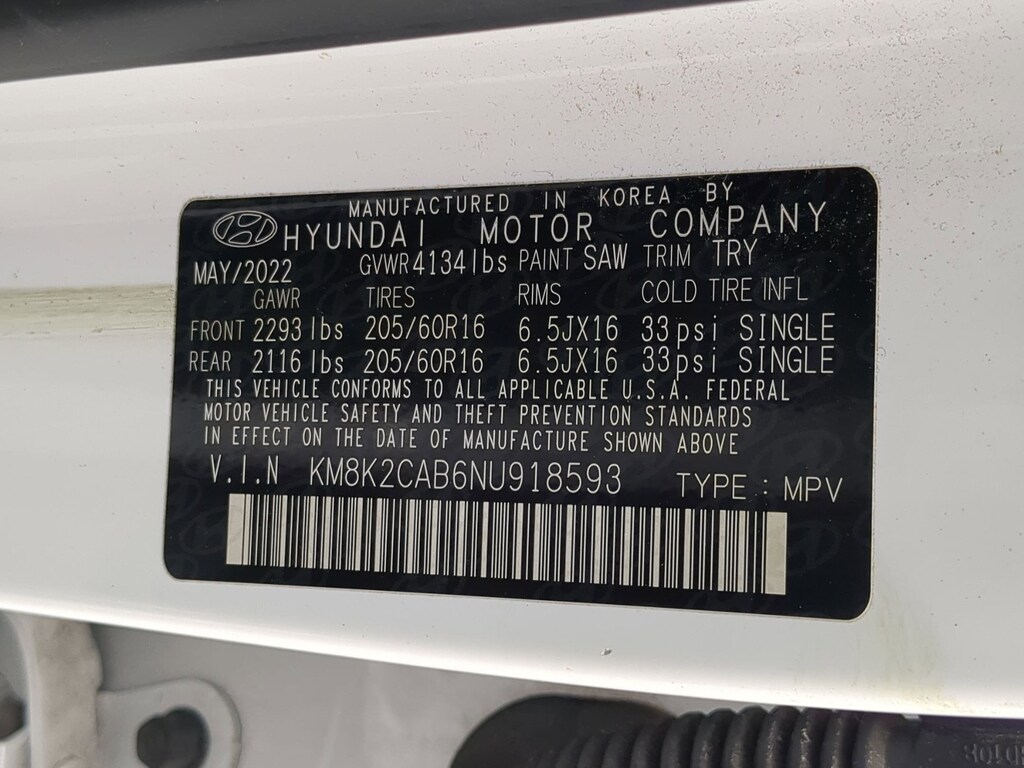 MANUFACTURED IN KOREA BY
HYUNDAI MOTOR COMPANY
MAY/2022 GVWR 4134lbs PAINT SAW TRIM TRY
GAWR TIRES RIMS COLD TIRE INFL
FRONT 2293lbs 205/60R16 6.5JX16 33psi SINGLE
REAR 2116lbs 205/60R16 6.5JX16 33psi SINGLE
THIS VEHICLE CONFORMS TO ALL APPLICABLE U.S.A. FEDERAL
MOTOR VEHICLE SAFETY AND THEFT PREVENTION STANDARDS
IN EFFECT ON THE DATE OF MANUFACTURE SHOWN ABOVE
V.I.N KM8K2CAB6NU918593 TYPE : MPV